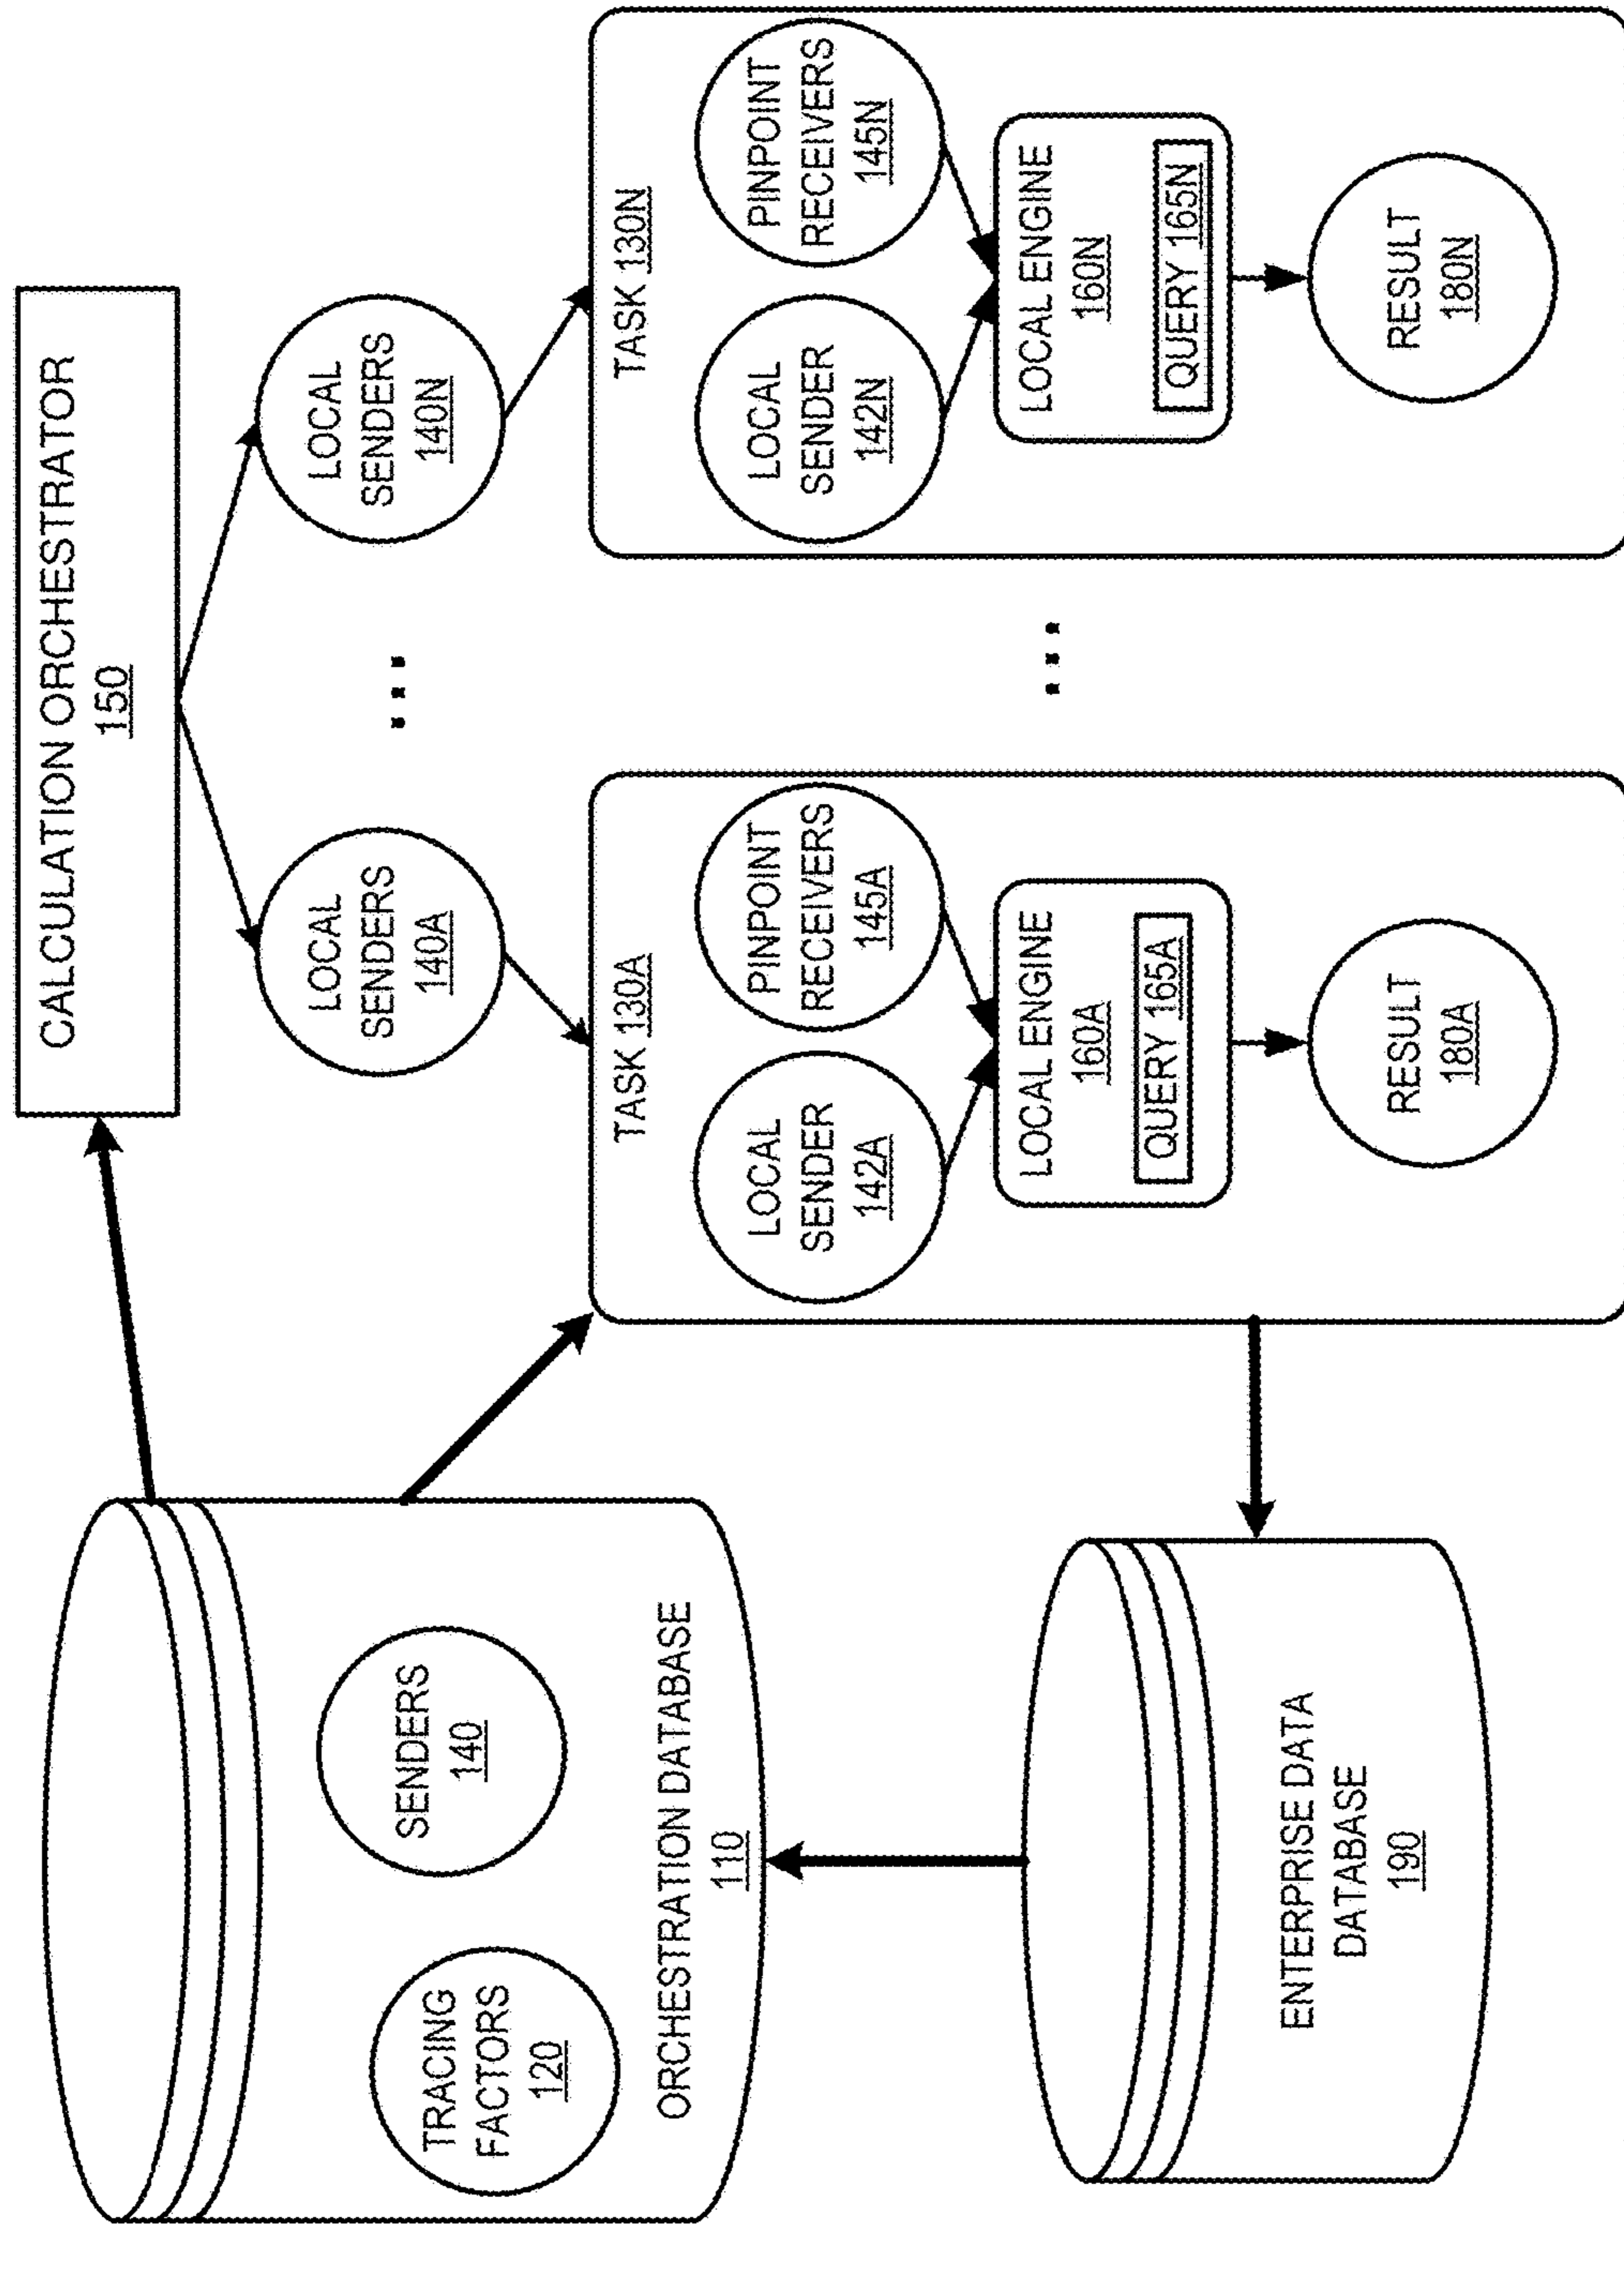 CALCULATION ORCHESTRATOR
150
SENDERS
140
TRACING
FACTORS
120
ORCHESTRATION DATABASE
110
ENTERPRISE DATA
DATABASE
190
LOCAL
SENDERS
140A
...
LOCAL
SENDERS
140N
TASK 130A
LOCAL
SENDER
142A
PINPOINT
RECEIVERS
145A
LOCAL ENGINE
160A
QUERY 165A
RESULT
180A
...
TASK 130N
LOCAL
SENDER
142N
PINPOINT
RECEIVERS
145N
LOCAL ENGINE
160N
QUERY 165N
RESULT
180N